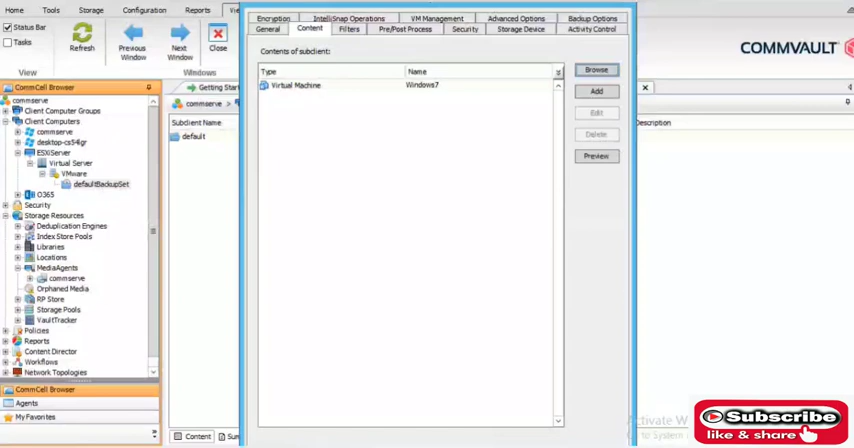 Home Tools Storage Configuration Reports
Status Bar
Tasks
Refresh
Previous
Window
Next
Window
Close
View
Windows
COMMVAULT
CommCell Browser
commserve
Client Computer Groups
Client Computers
commserve
desktop-cs54lgr
ESXiServer
Virtual Server
VMware
defaultBackupSet
O365
Security
Storage Resources
Deduplication Engines
Index Store Pools
Libraries
Locations
MediaAgents
commserve
Orphaned Media
RP Store
Storage Pools
VaultTracker
Policies
Reports
Content Director
Workflows
Network Topologies
CommCell Browser
Agents
My Favorites
Getting
commserve
Subclient Name
default
Content
Encryption IntelliSnap Operations VM Management Advanced Options Backup Options
General Content Filters Pre/Post Process Security Storage Device Activity Control
Contents of subclient:
Type Name
Virtual Machine Windows7
Browse
Add
Edit
Delete
Preview
Description
Activate W
Go to System
Subscribe
like & share